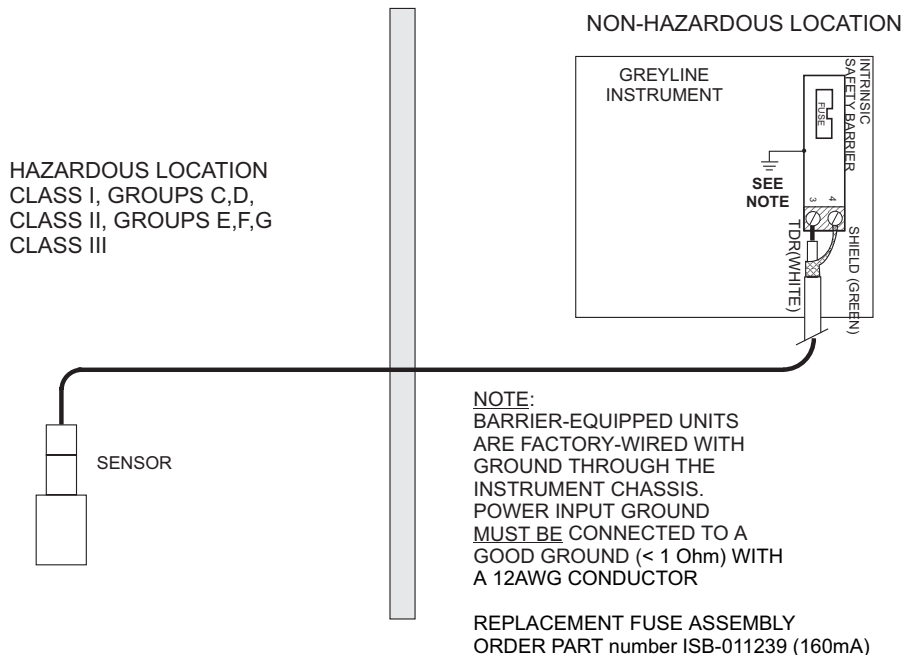 NON-HAZARDOUS LOCATION
GREYLINE
INSTRUMENT
INTRINSIC
SAFETY BARRIER
FUSE
SEE
NOTE
3 4
TDR(WHITE)
SHIELD (GREEN)
HAZARDOUS LOCATION
CLASS I, GROUPS C,D,
CLASS II, GROUPS E,F,G
CLASS III
SENSOR
NOTE:
BARRIER-EQUIPPED UNITS
ARE FACTORY-WIRED WITH
GROUND THROUGH THE
INSTRUMENT CHASSIS.
POWER INPUT GROUND
MUST BE CONNECTED TO A
GOOD GROUND (< 1 Ohm) WITH
A 12AWG CONDUCTOR
REPLACEMENT FUSE ASSEMBLY
ORDER PART number ISB-011239 (160mA)